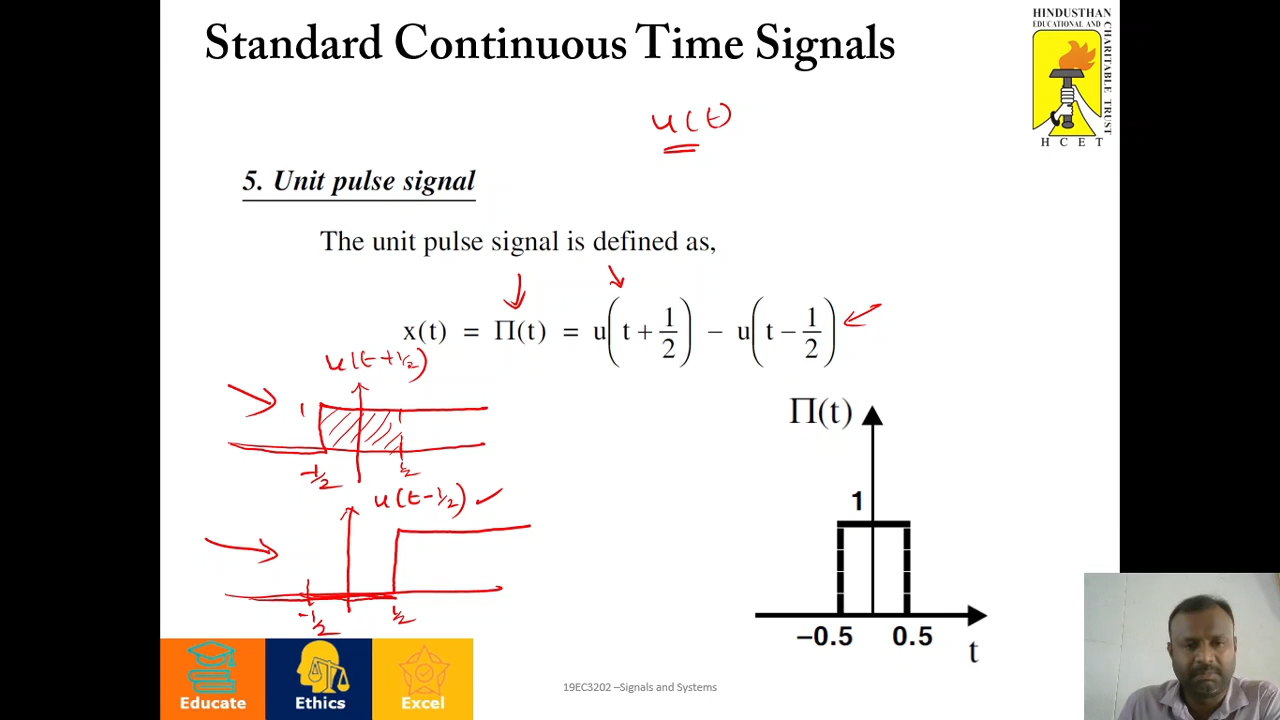 Standard Continuous Time Signals
HINDUSTHAN
EDUCATIONAL AND
CHARITABLE TRUST
H C E T
u(t)
5. Unit pulse signal
The unit pulse signal is defined as,
x(t) = Π(t) = u(t + 1/2) − u(t − 1/2)
u(t+1/2)
1
-1/2
1/2
u(t-1/2)
-1/2
1/2
Π(t)
1
−0.5
0.5
t
Educate
Ethics
Excel
19EC3202 –Signals and Systems